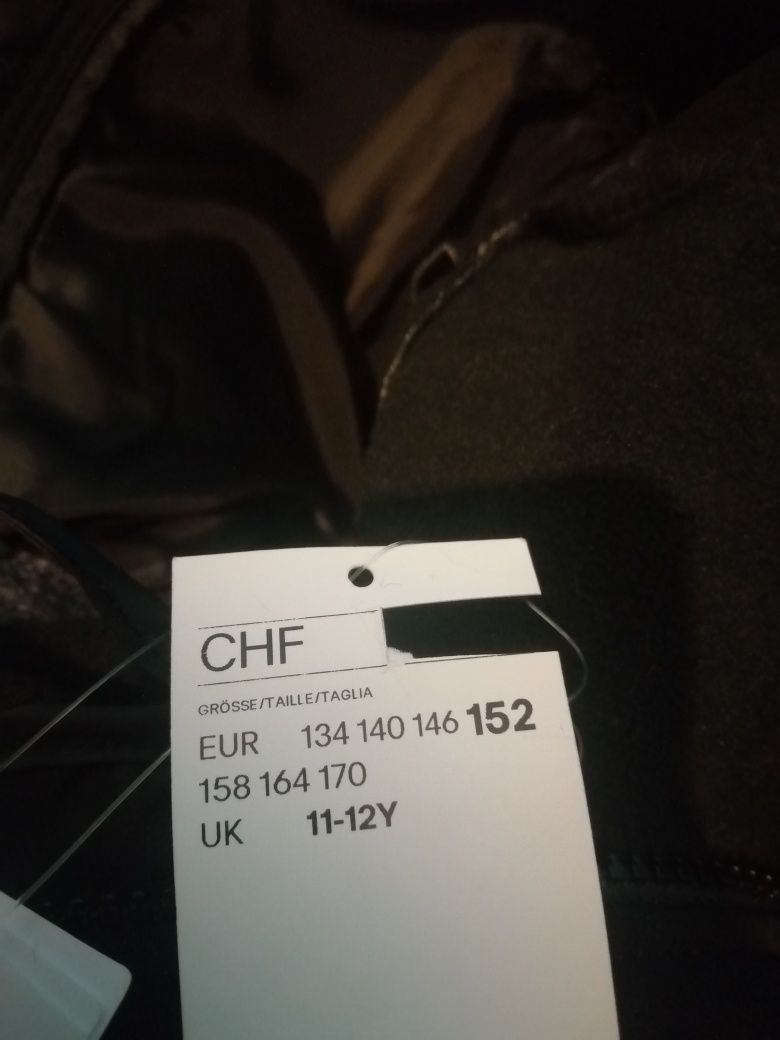 CHF
GRÖSSE/TAILLE/TAGLIA
EUR 134 140 146 152
158 164 170
UK 11-12Y